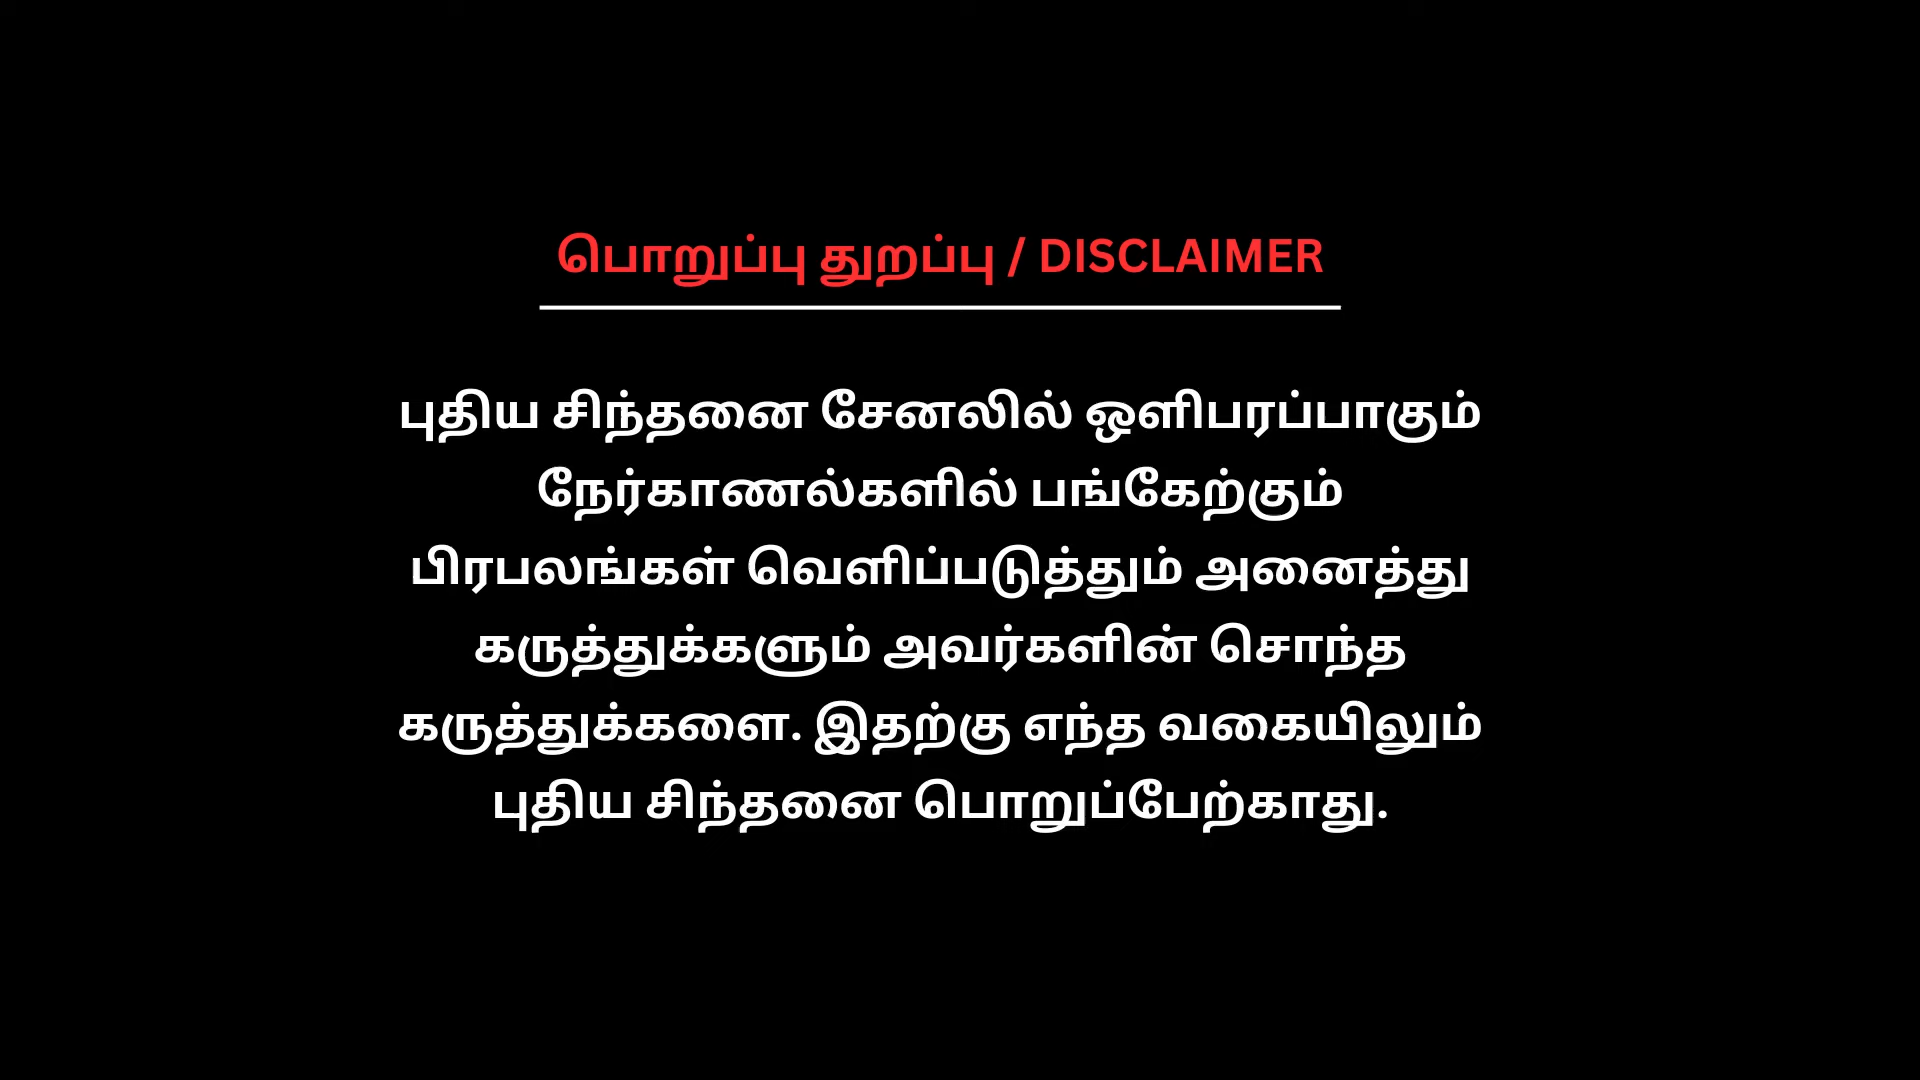 பொறுப்பு துறப்பு / DISCLAIMER
புதிய சிந்தனை சேனலில் ஒளிபரப்பாகும்
நேர்காணல்களில் பங்கேற்கும்
பிரபலங்கள் வெளிப்படுத்தும் அனைத்து
கருத்துக்களும் அவர்களின் சொந்த
கருத்துக்களை. இதற்கு எந்த வகையிலும்
புதிய சிந்தனை பொறுப்பேற்காது.